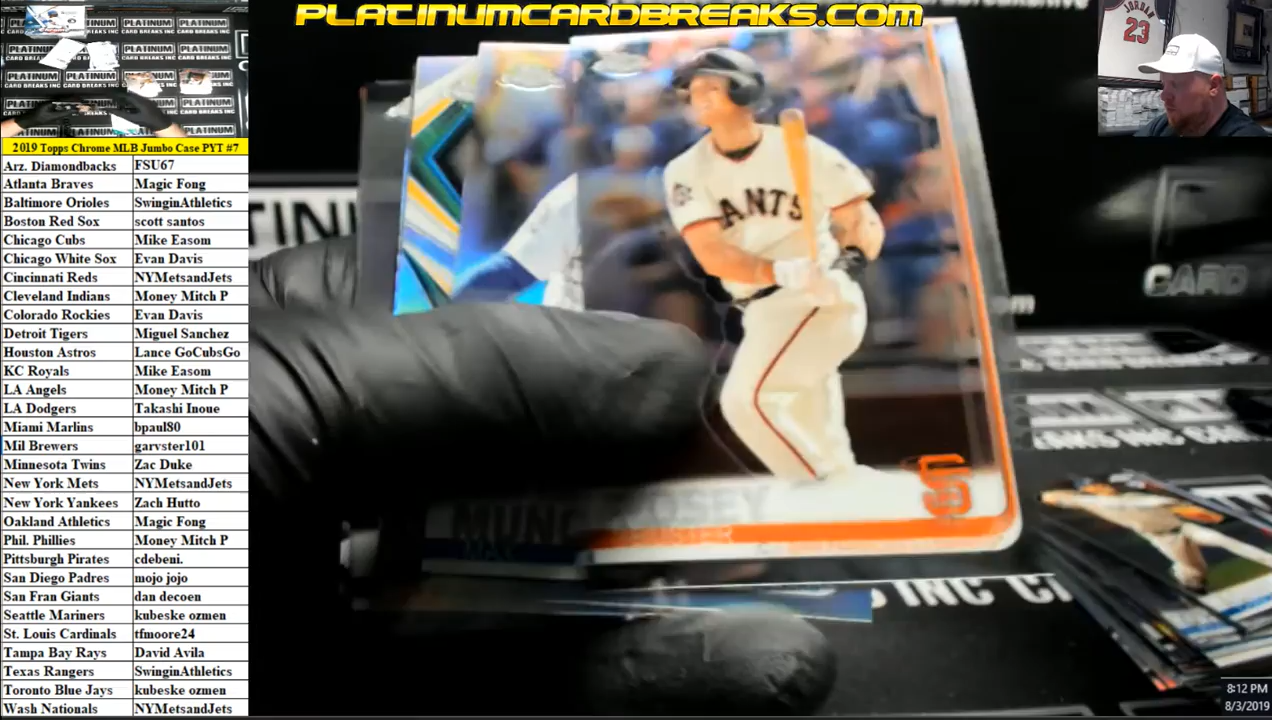 PLATINUMCARDBREAKS.COM
JORDAN
23
PLATINUM
CARD BREAKS INC
2019 Topps Chrome MLB Jumbo Case PYT #7
Arz. Diamondbacks FSU67
Atlanta Braves Magic Fong
Baltimore Orioles SwinginAthletics
Boston Red Sox scott santos
Chicago Cubs Mike Easom
Chicago White Sox Evan Davis
Cincinnati Reds NYMetsandJets
Cleveland Indians Money Mitch P
Colorado Rockies Evan Davis
Detroit Tigers Miguel Sanchez
Houston Astros Lance GoCubsGo
KC Royals Mike Easom
LA Angels Money Mitch P
LA Dodgers Takashi Inoue
Miami Marlins bpaul80
Mil Brewers garvster101
Minnesota Twins Zac Duke
New York Mets NYMetsandJets
New York Yankees Zach Hutto
Oakland Athletics Magic Fong
Phil. Phillies Money Mitch P
Pittsburgh Pirates cdebeni.
San Diego Padres mojo jojo
San Fran Giants dan decoen
Seattle Mariners kubeske ozmen
St. Louis Cardinals tfmoore24
Tampa Bay Rays David Avila
Texas Rangers SwinginAthletics
Toronto Blue Jays kubeske ozmen
Wash Nationals NYMetsandJets
ANTS
SF
CARD
8:12 PM
8/3/2019